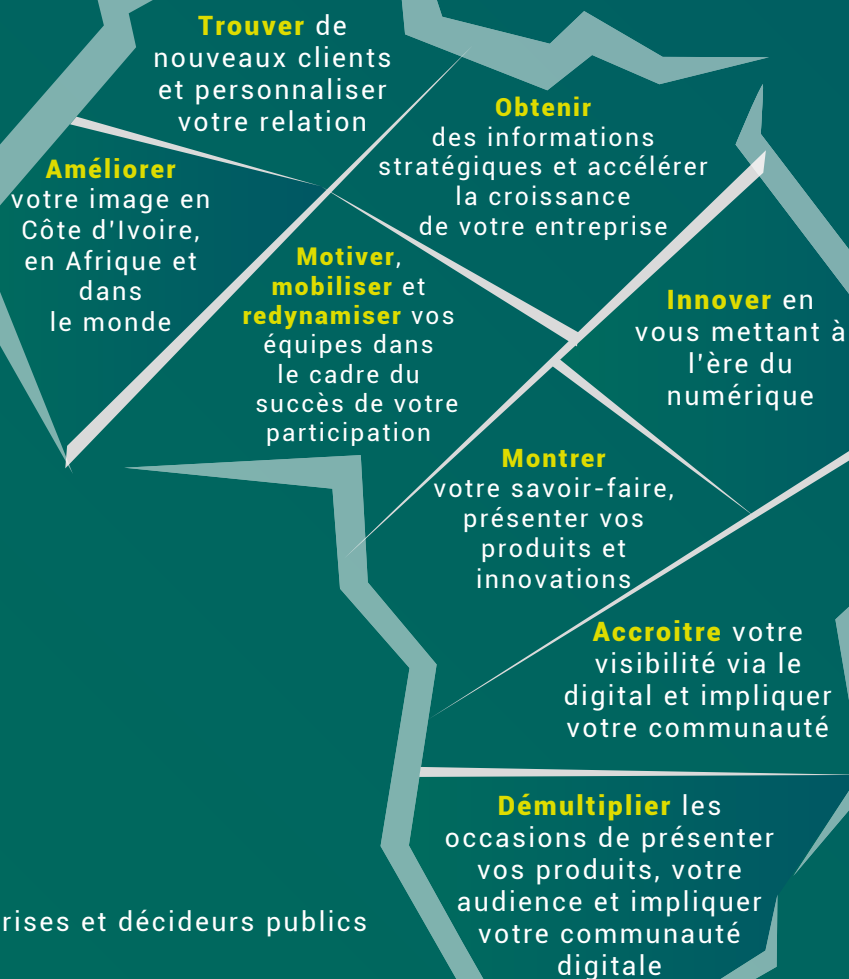 Trouver de
nouveaux clients
et personnaliser
votre relation
Obtenir
des informations
stratégiques et accélérer
la croissance
de votre entreprise
Améliorer
votre image en
Côte d'Ivoire,
en Afrique et
dans
le monde
Motiver,
mobiliser et
redynamiser vos
équipes dans
le cadre du
succès de votre
participation
Innover en
vous mettant à
l'ère du
numérique
Montrer
votre savoir-faire,
présenter vos
produits et
innovations
Accroitre votre
visibilité via le
digital et impliquer
votre communauté
Démultiplier les
occasions de présenter
vos produits, votre
audience et impliquer
votre communauté
digitale
rises et décideurs publics